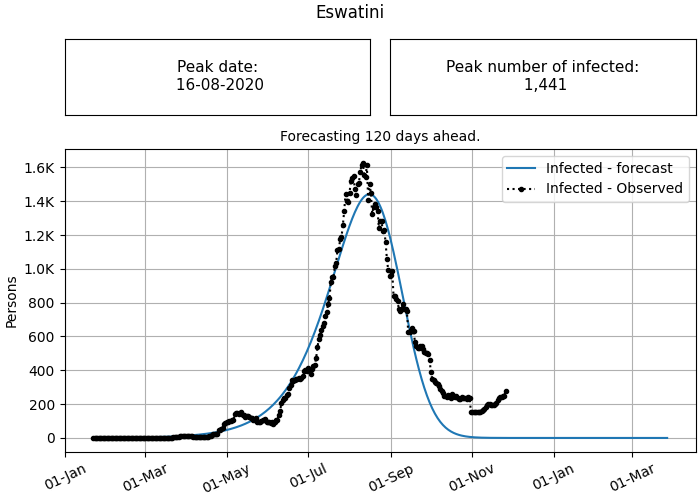 Eswatini
Peak date:
16-08-2020
Peak number of infected:
1,441
Forecasting 120 days ahead.
Infected - forecast
Infected - Observed
Persons
1.6K
1.4K
1.2K
1.0K
800
600
400
200
0
01-Jan
01-Mar
01-May
01-Jul
01-Sep
01-Nov
01-Jan
01-Mar